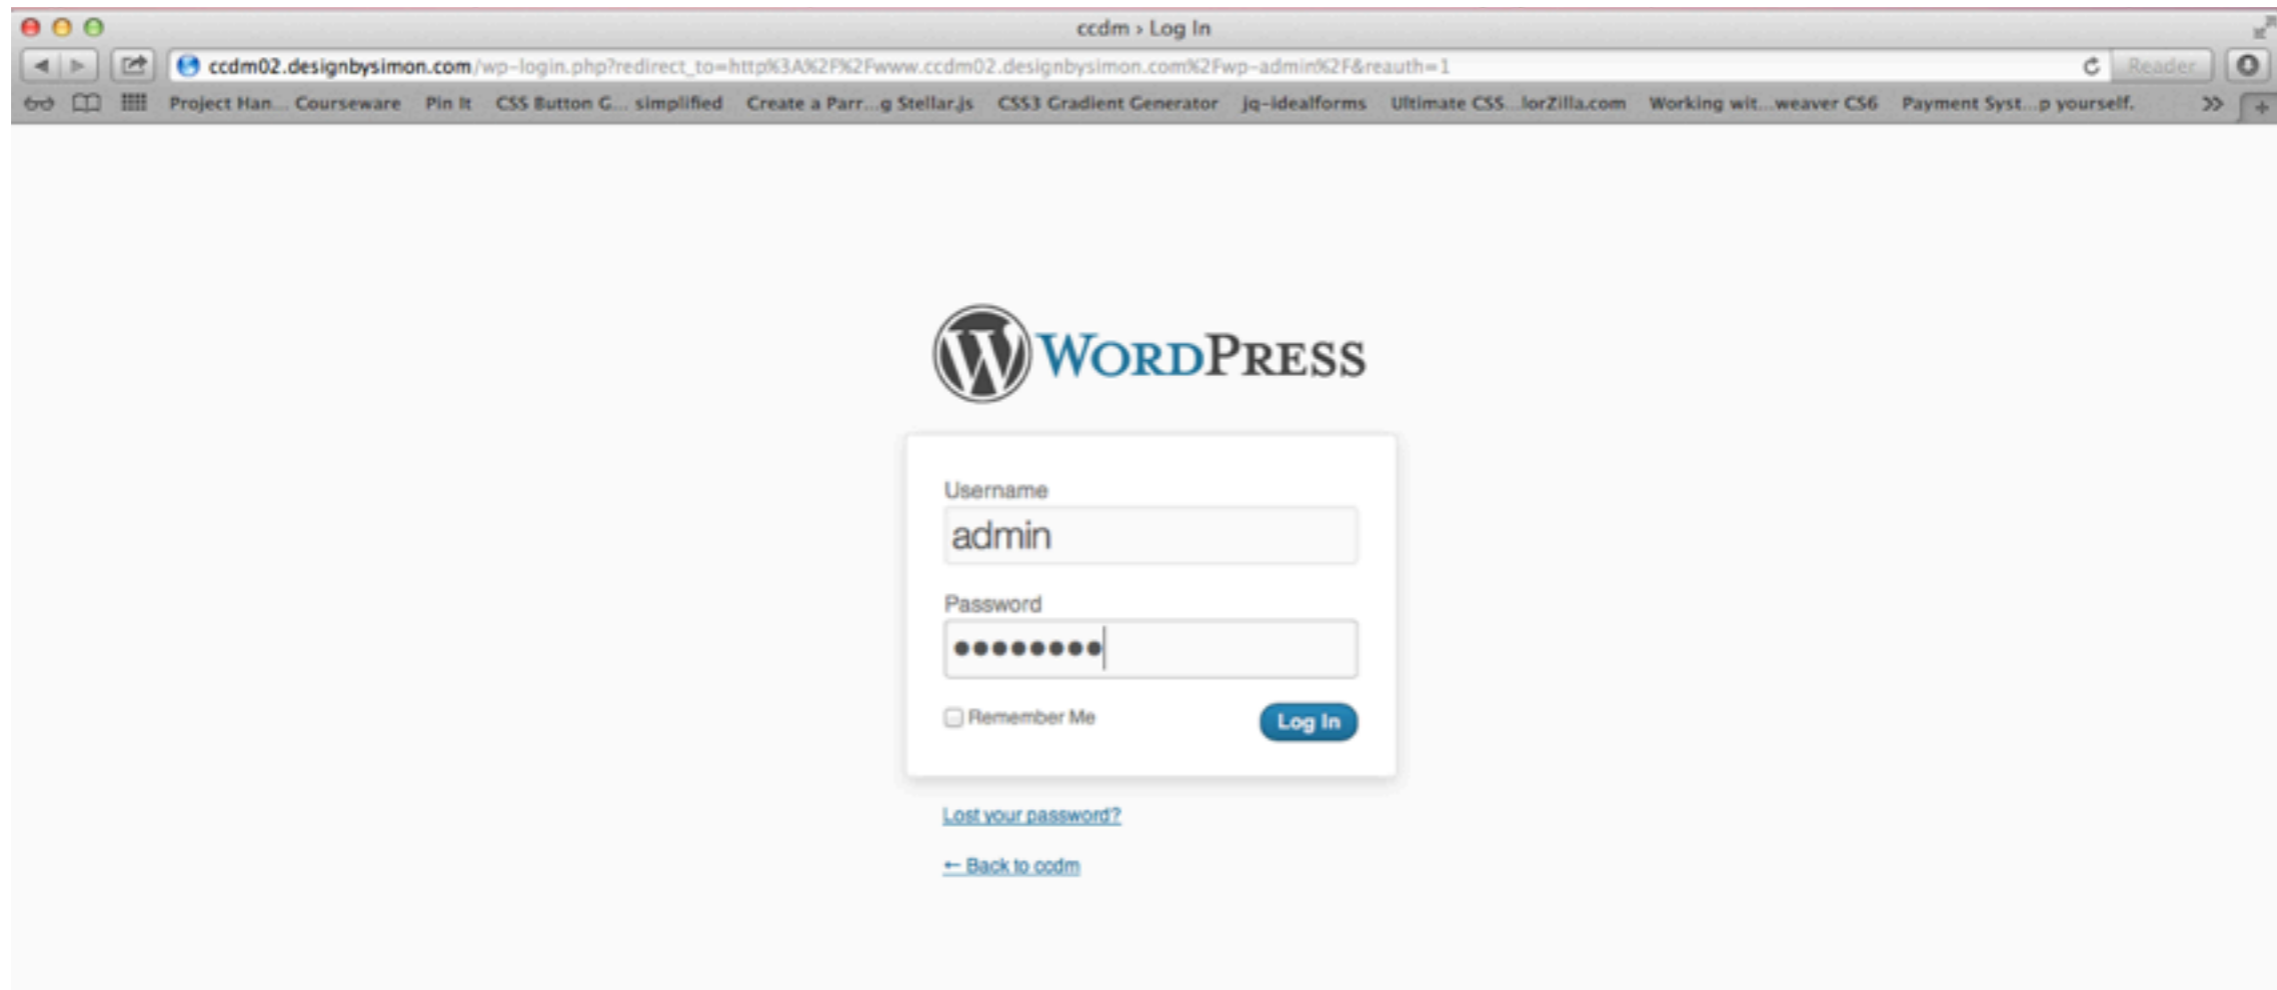 ccdm › Log In
ccdm02.designbysimon.com/wp-login.php?redirect_to=http%3A%2F%2Fwww.ccdm02.designbysimon.com%2Fwp-admin%2F&reauth=1 Reader
Project Han... Courseware Pin It CSS Button G... simplified Create a Parr...g Stellar.js CSS3 Gradient Generator jq-idealforms Ultimate CSS...lorZilla.com Working wit...weaver CS6 Payment Syst...p yourself. »
WORDPRESS
Username
admin
Password
••••••••
Remember Me Log In
Lost your password?
← Back to ccdm